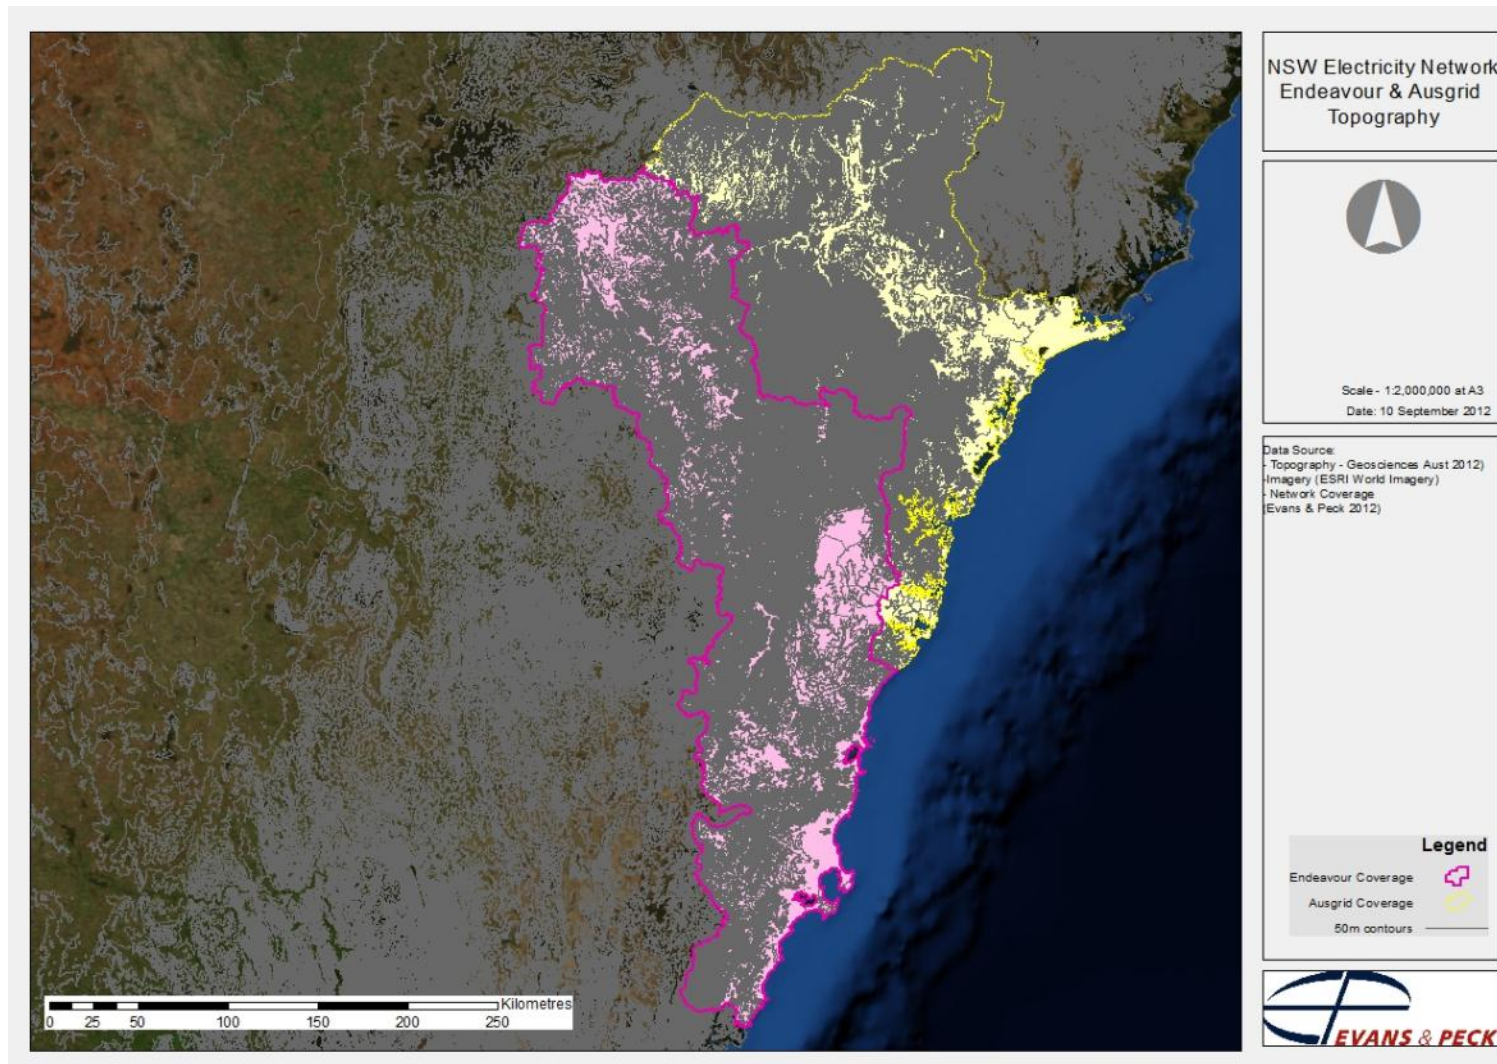 NSW Electricity Network
Endeavour & Ausgrid
Topography
Scale - 1:2,000,000 at A3
Date: 10 September 2012
Data Source:
- Topography - Geosciences Aust 2012)
-Imagery (ESRI World Imagery)
- Network Coverage
(Evans & Peck 2012)
Legend
Endeavour Coverage
Ausgrid Coverage
50m contours
Kilometres
0 25 50 100 150 200 250
EVANS & PECK